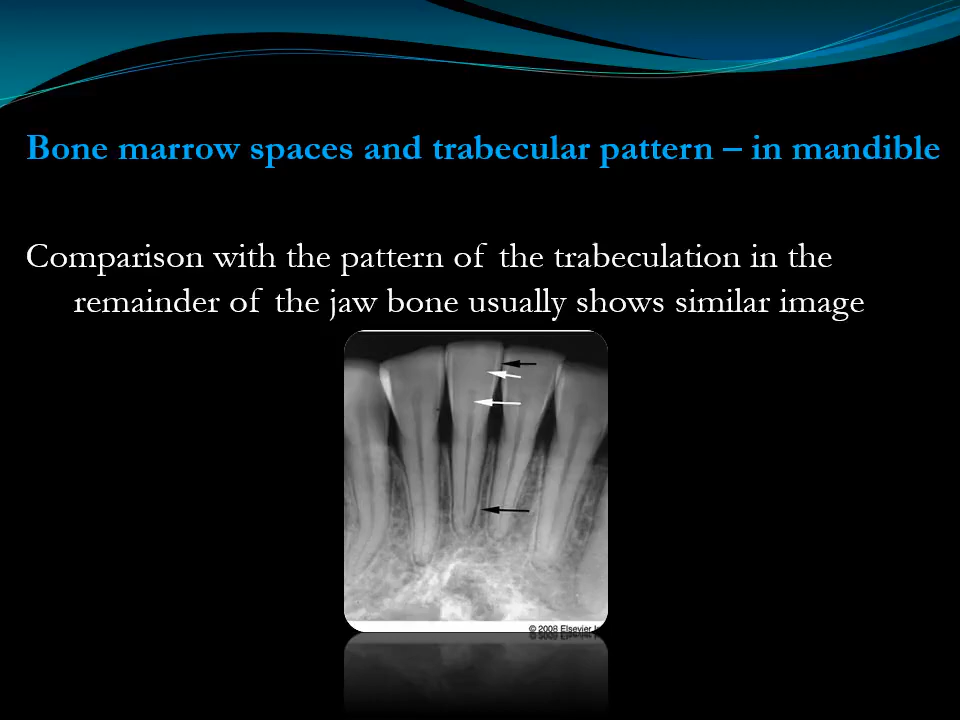 Bone marrow spaces and trabecular pattern – in mandible
Comparison with the pattern of the trabeculation in the
remainder of the jaw bone usually shows similar image
© 2008 Elsevier